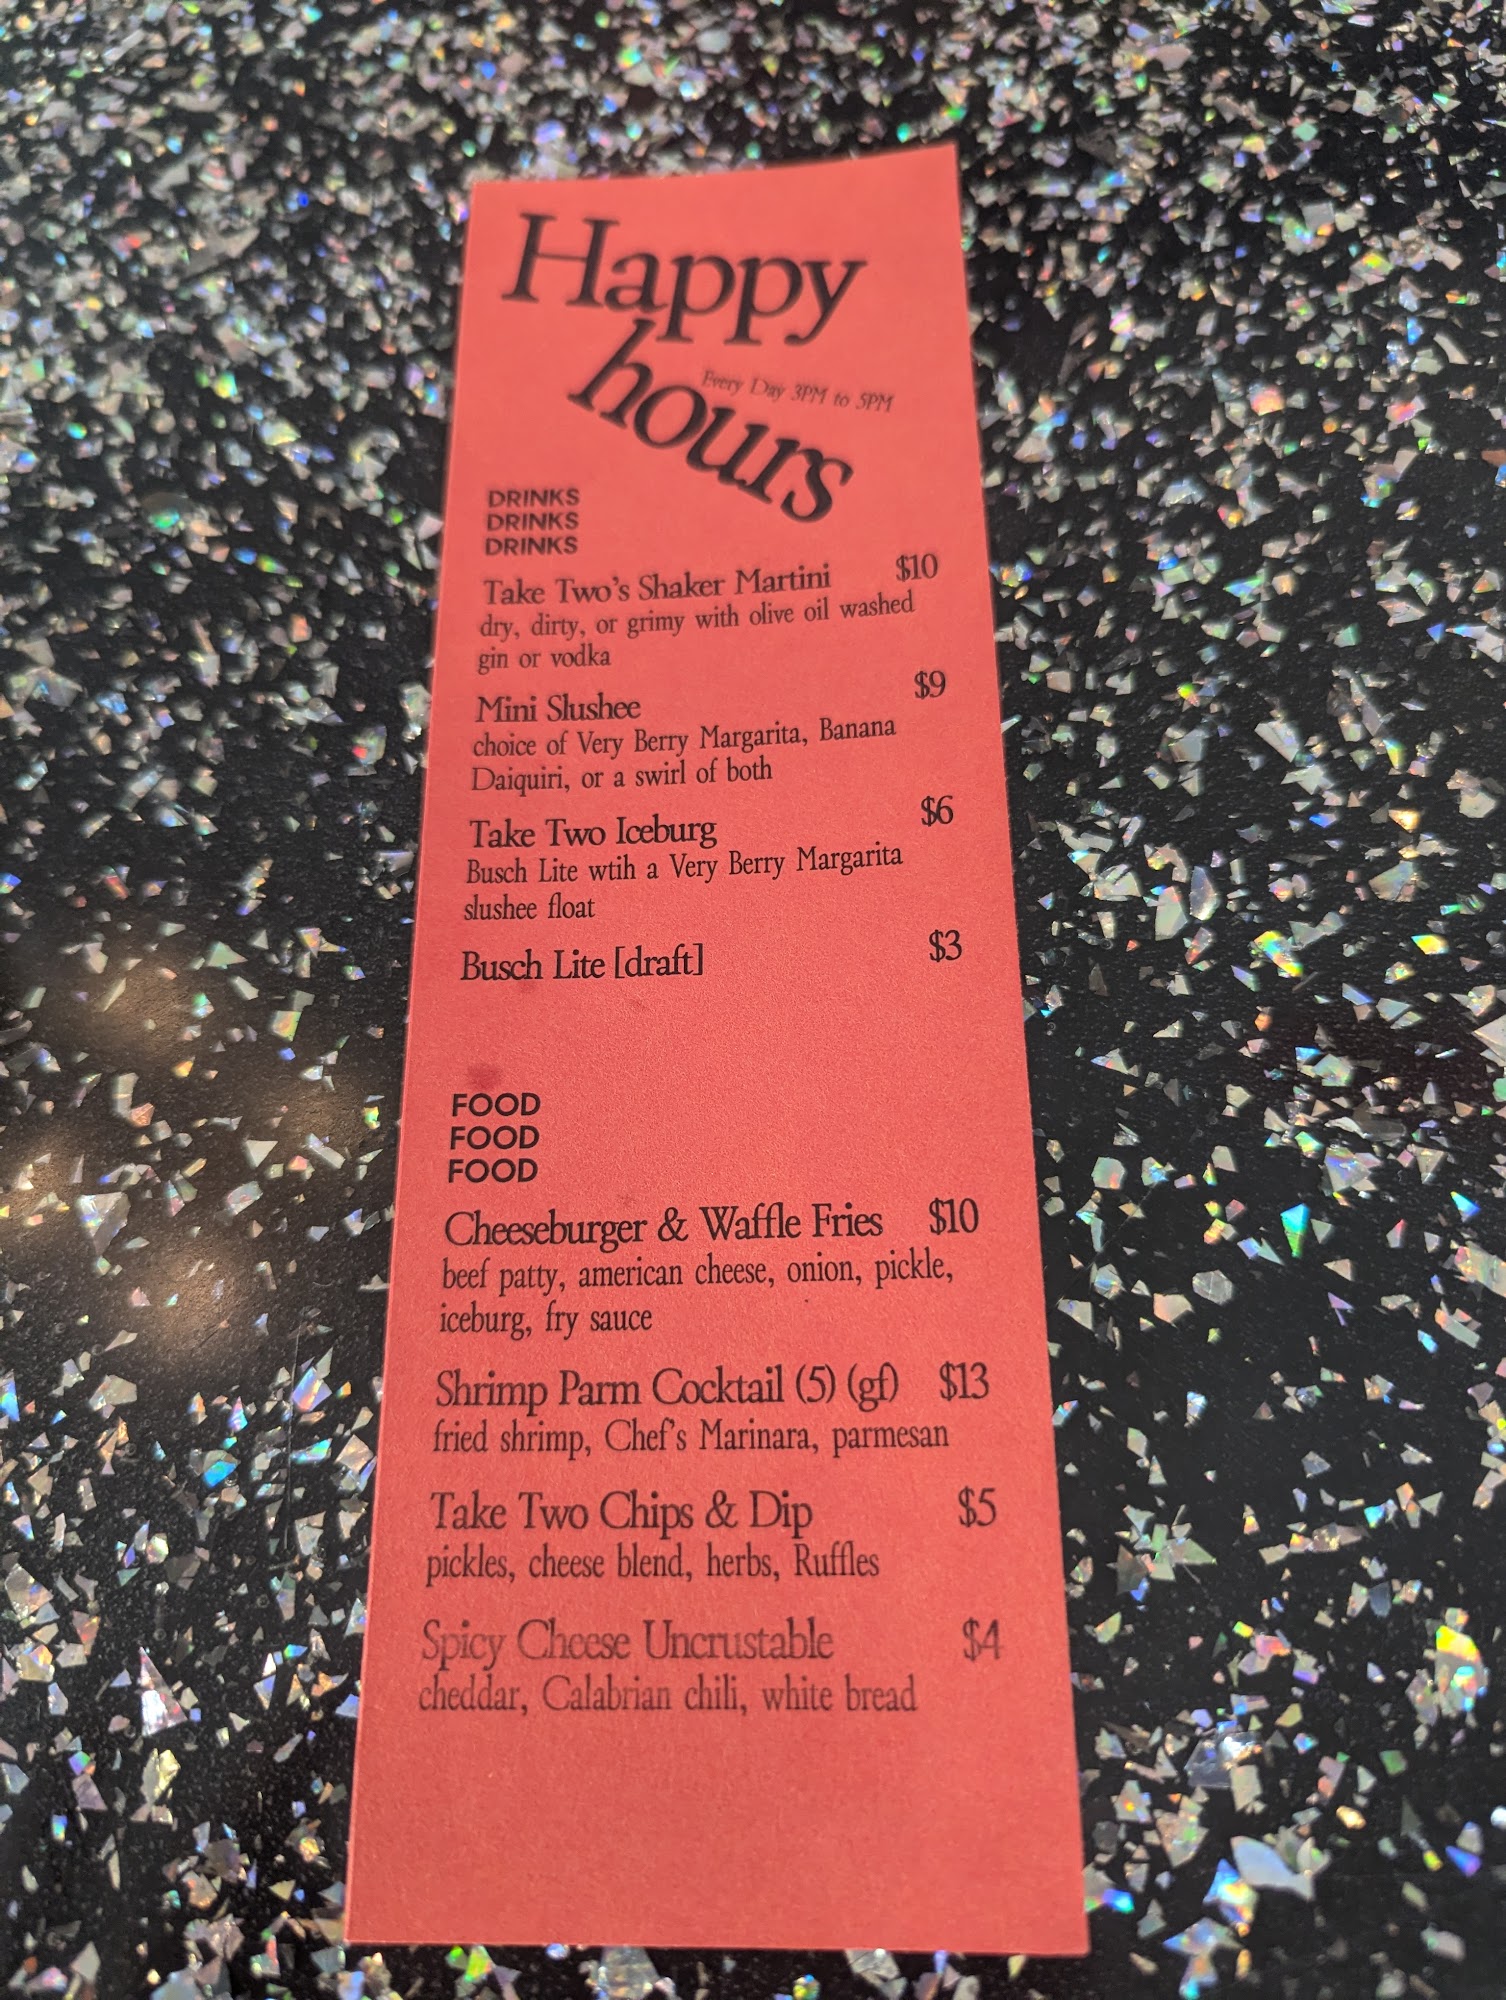 Happy
hours
Every Day 3PM to 5PM
DRINKS
DRINKS
DRINKS
Take Two's Shaker Martini $10
dry, dirty, or grimy with olive oil washed
gin or vodka
Mini Slushee $9
choice of Very Berry Margarita, Banana
Daiquiri, or a swirl of both
Take Two Iceburg $6
Busch Lite wtih a Very Berry Margarita
slushee float
Busch Lite [draft] $3
FOOD
FOOD
FOOD
Cheeseburger & Waffle Fries $10
beef patty, american cheese, onion, pickle,
iceburg, fry sauce
Shrimp Parm Cocktail (5) (gf) $13
fried shrimp, Chef's Marinara, parmesan
Take Two Chips & Dip $5
pickles, cheese blend, herbs, Ruffles
Spicy Cheese Uncrustable $4
cheddar, Calabrian chili, white bread